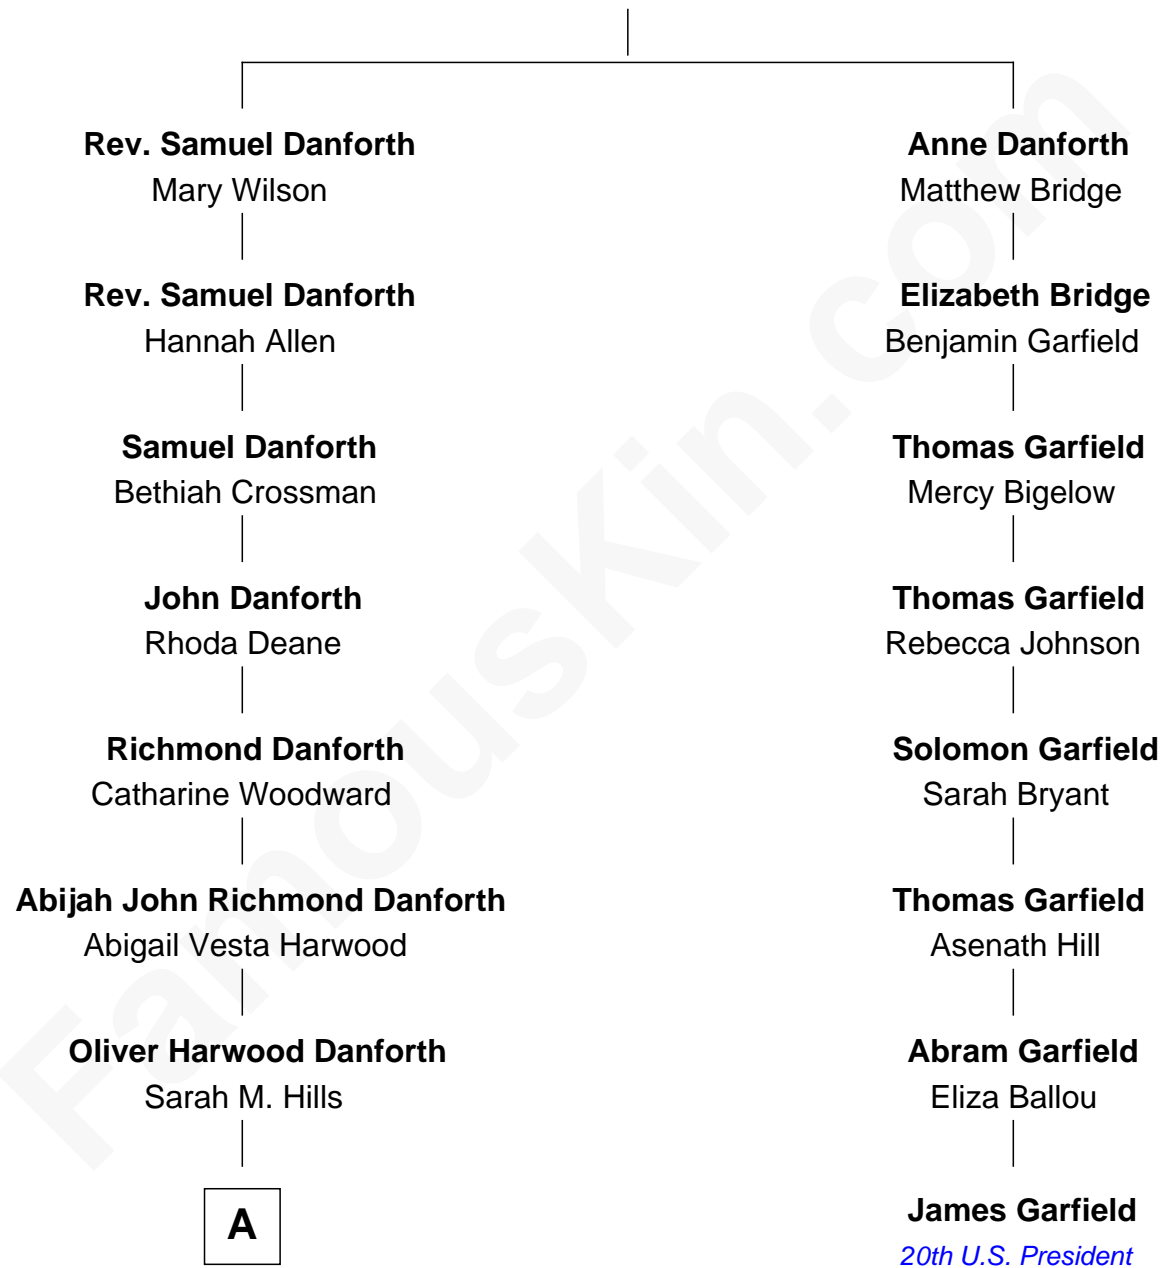 Rev. Samuel Danforth
Mary Wilson
Anne Danforth
Matthew Bridge
Rev. Samuel Danforth
Hannah Allen
Elizabeth Bridge
Benjamin Garfield
Samuel Danforth
Bethiah Crossman
Thomas Garfield
Mercy Bigelow
John Danforth
Rhoda Deane
Thomas Garfield
Rebecca Johnson
Richmond Danforth
Catharine Woodward
Solomon Garfield
Sarah Bryant
Abijah John Richmond Danforth
Abigail Vesta Harwood
Thomas Garfield
Asenath Hill
Oliver Harwood Danforth
Sarah M. Hills
Abram Garfield
Eliza Ballou
A
James Garfield
20th U.S. President
FamousKin.com